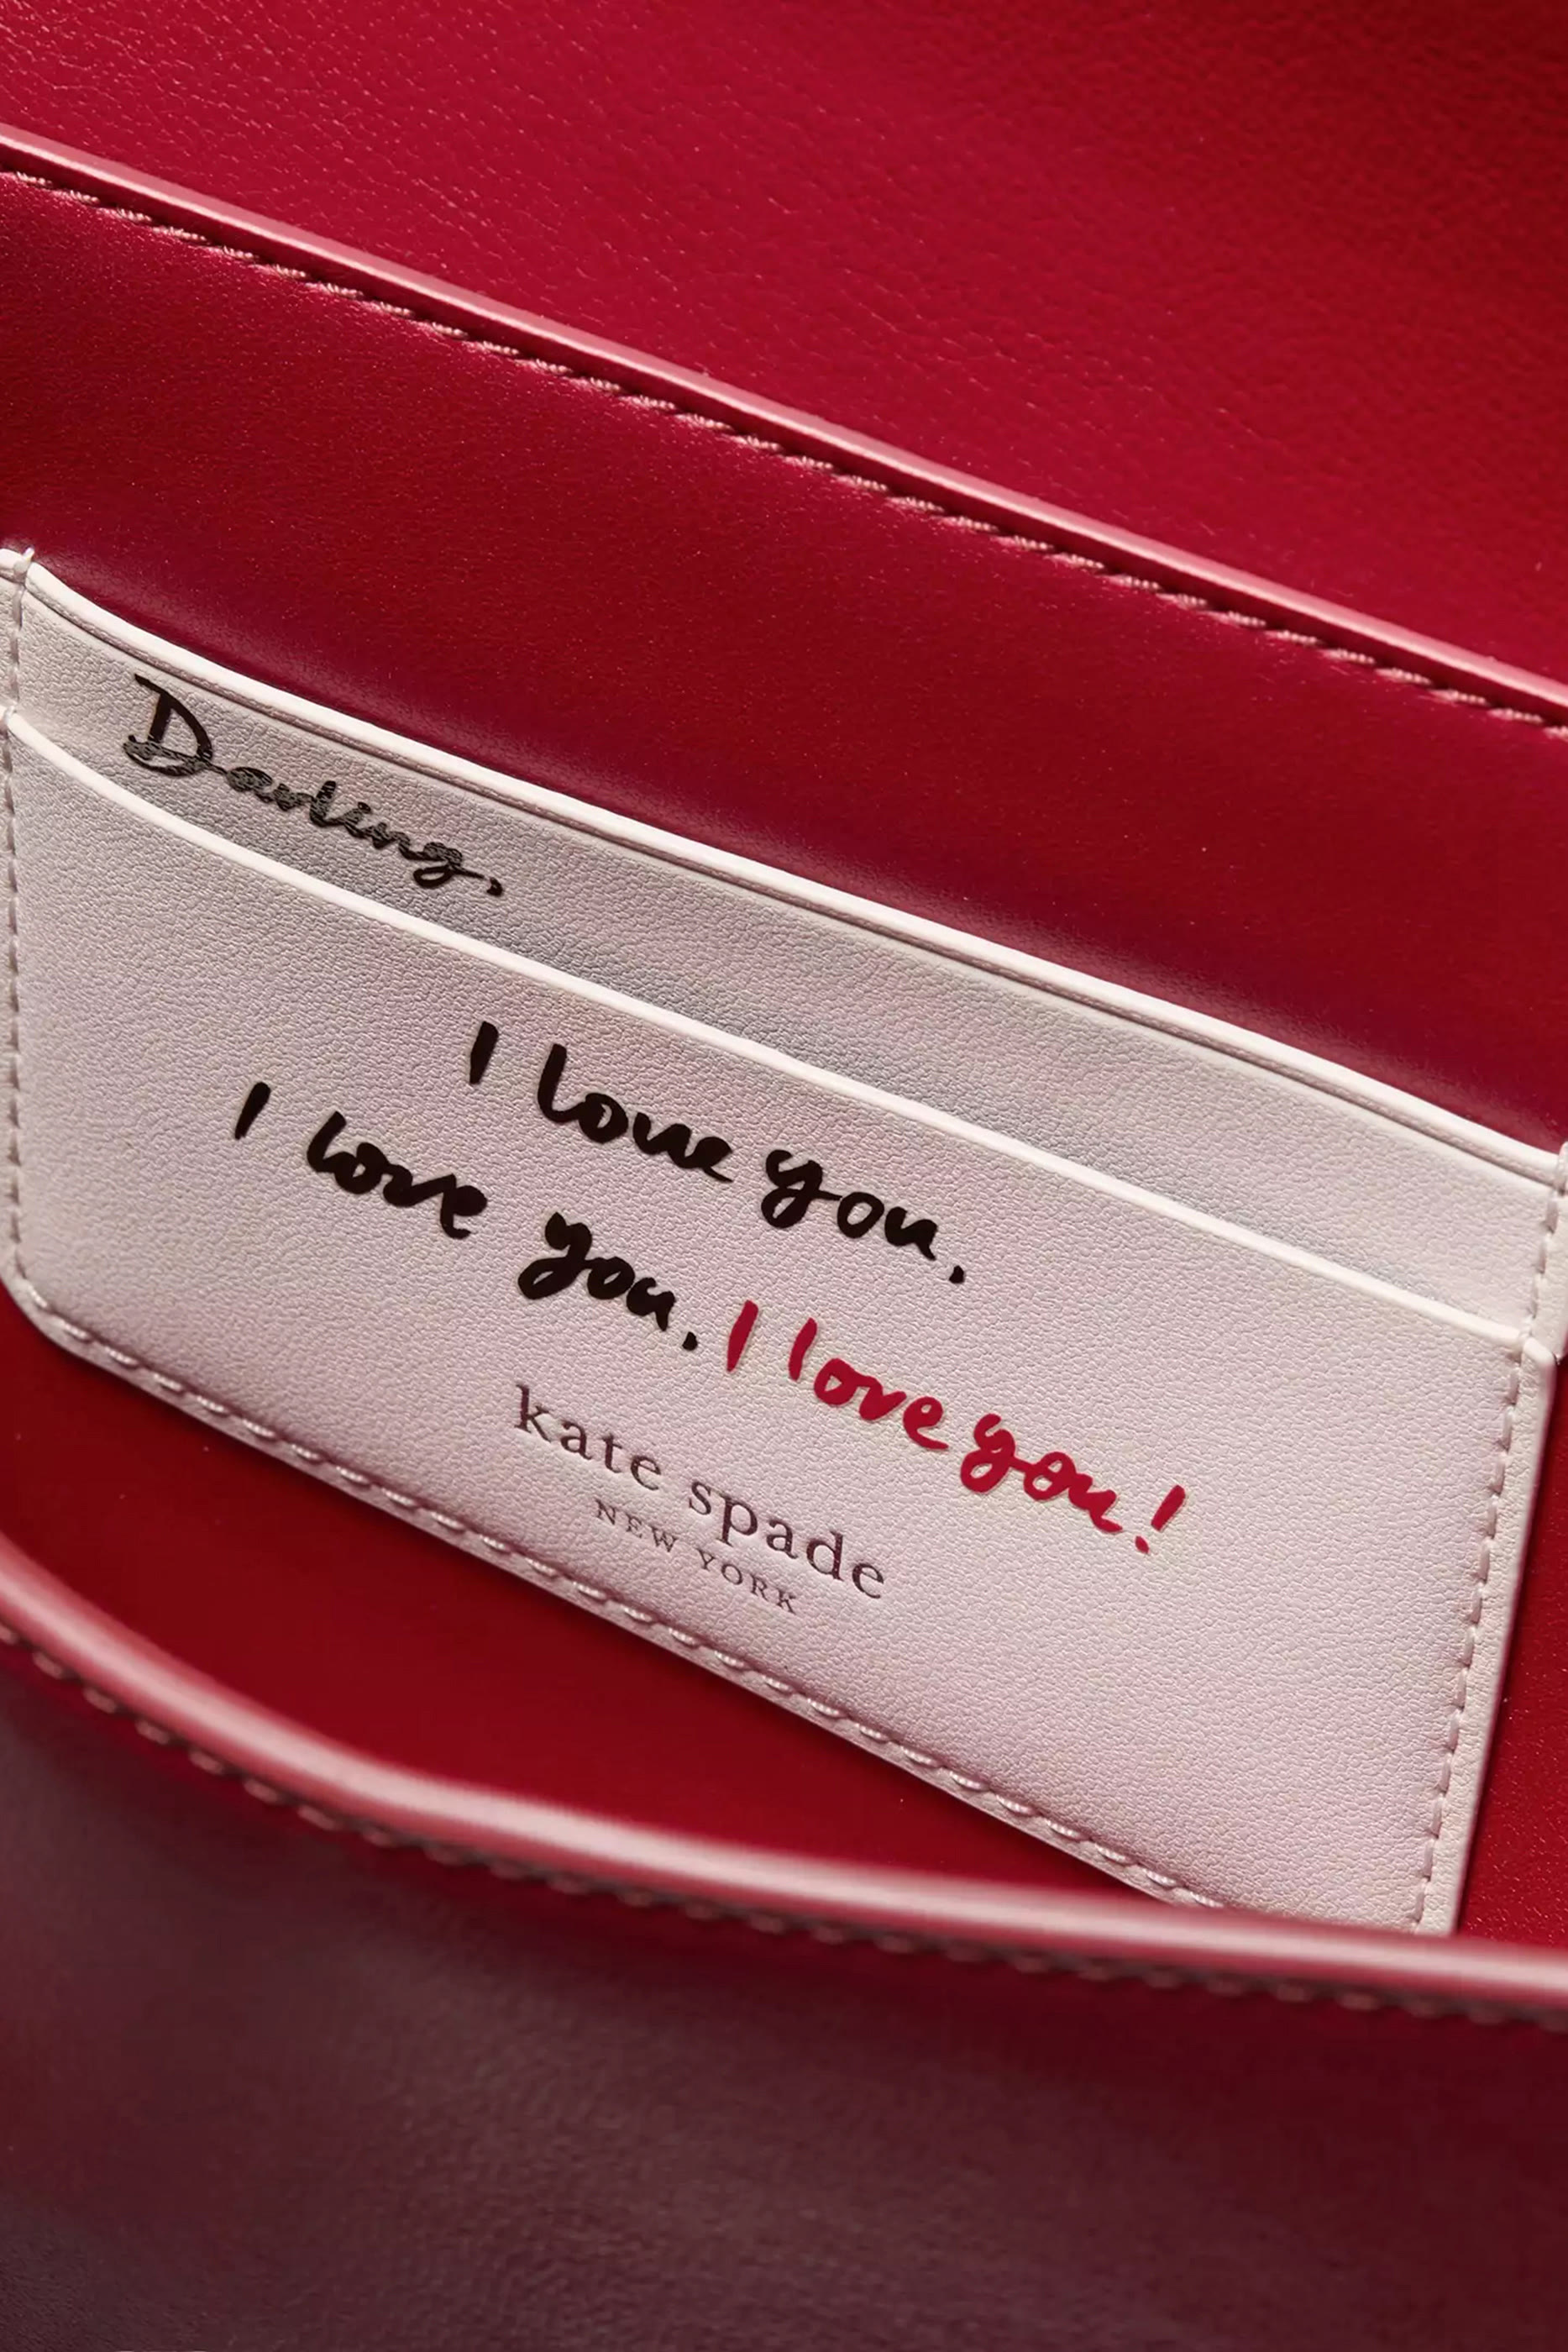 Darling,
I love you.
I love you. I love you!
kate spade
NEW YORK